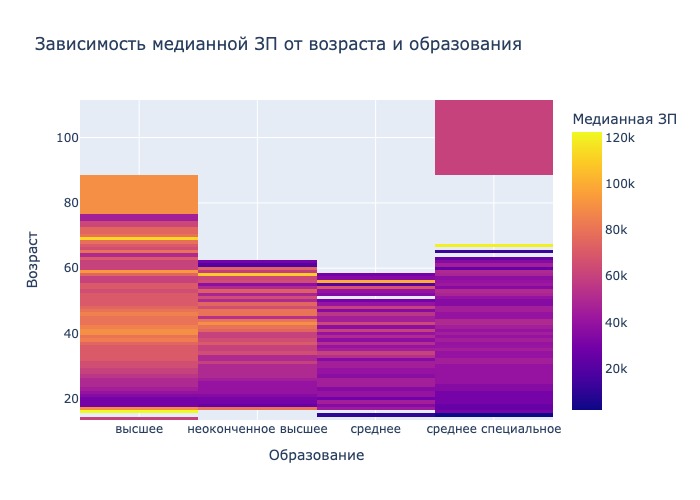 Зависимость медианной ЗП от возраста и образования
Медианная ЗП
120k
100k
80k
60k
40k
20k
100
80
60
40
20
Возраст
высшее
неоконченное высшее
среднее
среднее специальное
Образование